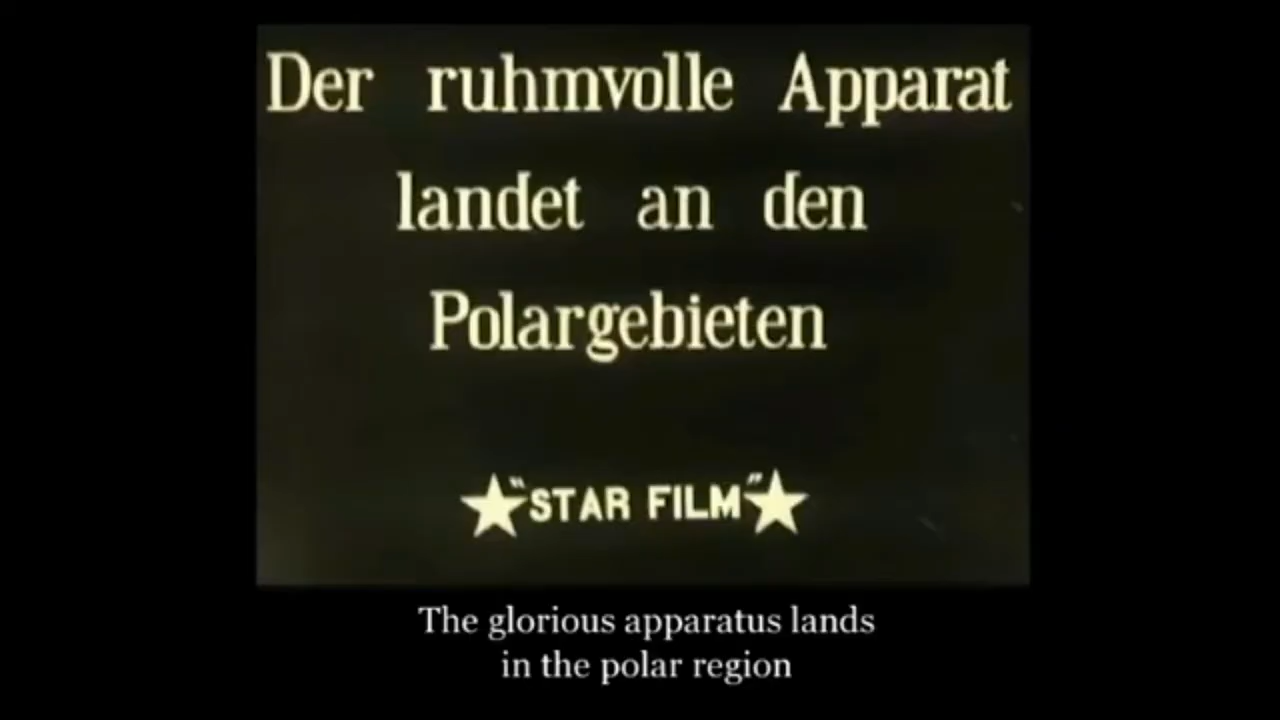 Der ruhmvolle Apparat
landet an den
Polargebieten
"STAR FILM"
The glorious apparatus lands
in the polar region